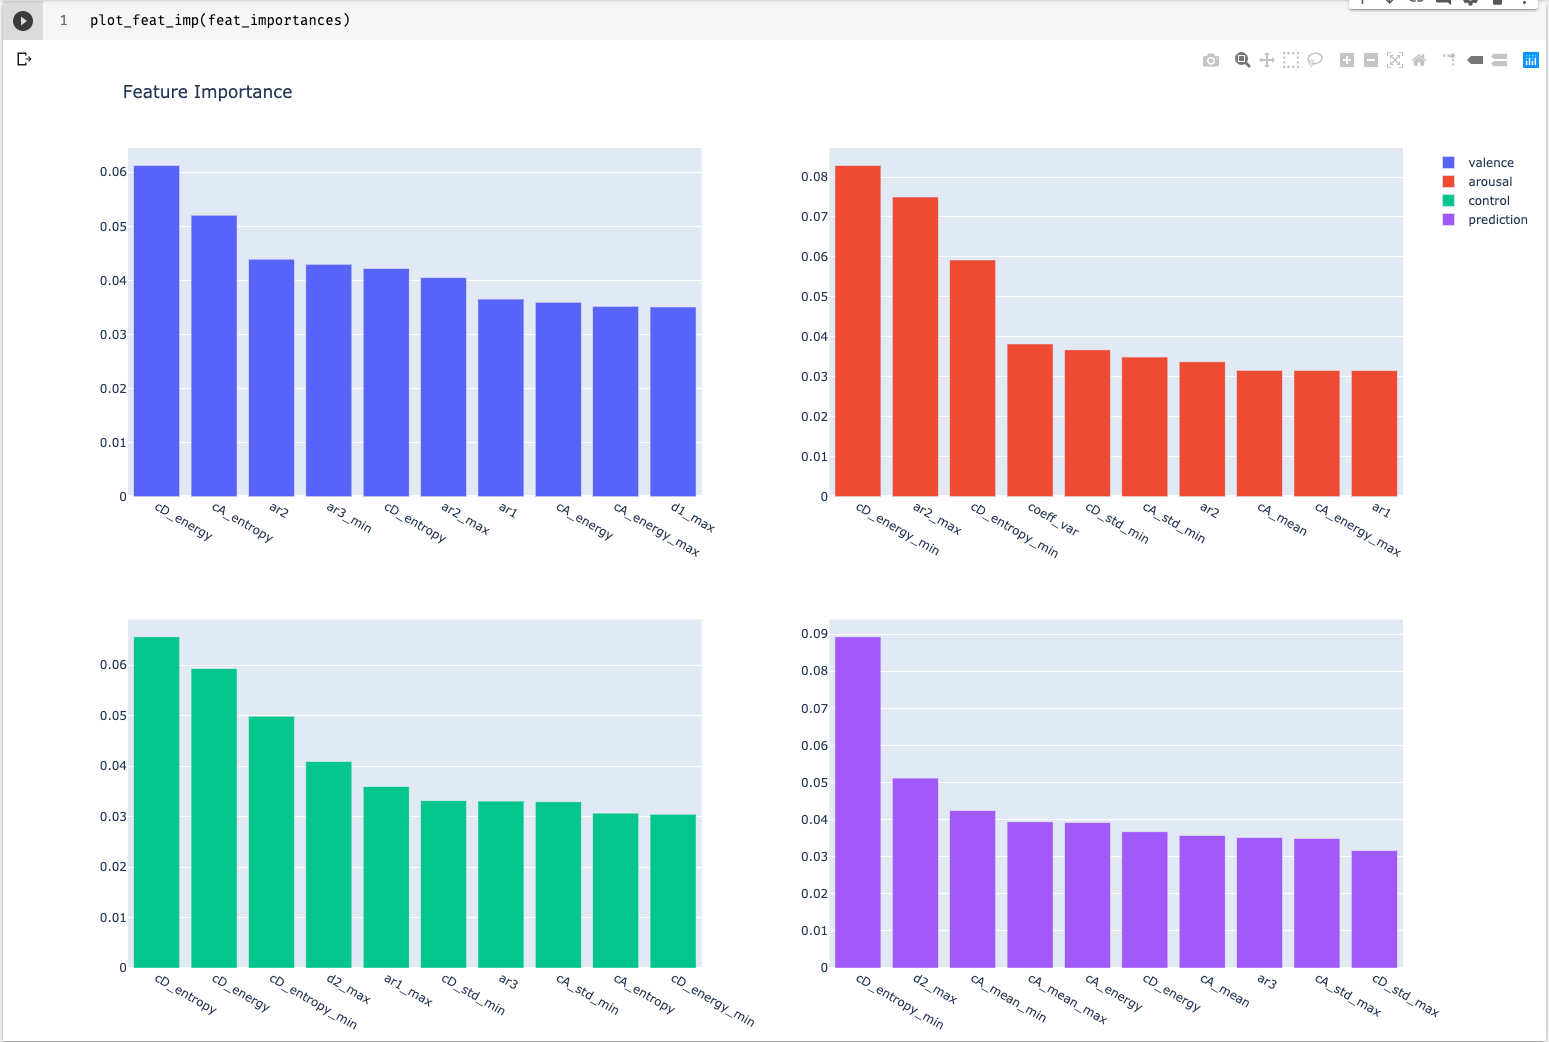 1 plot_feat_imp(feat_importances)
Feature Importance
0.06
0.05
0.04
0.03
0.02
0.01
0
cD_energy
cA_entropy
ar2
ar3_min
cD_entropy
ar2_max
ar1
cA_energy
cA_energy_max
d1_max
0.08
0.07
0.06
0.05
0.04
0.03
0.02
0.01
0
cD_energy_min
ar2_max
cD_entropy_min
coeff_var
cD_std_min
cA_std_min
ar2
cA_mean
cA_energy_max
ar1
valence
arousal
control
prediction
0.06
0.05
0.04
0.03
0.02
0.01
0
cD_entropy
cD_energy
cD_entropy_min
d2_max
ar1_max
cD_std_min
ar3
cA_std_min
cA_entropy
cD_energy_min
0.09
0.08
0.07
0.06
0.05
0.04
0.03
0.02
0.01
0
cD_entropy_min
d2_max
cA_mean_min
cA_mean_max
cA_energy
cD_energy
cA_mean
ar3
cA_std_max
cD_std_max